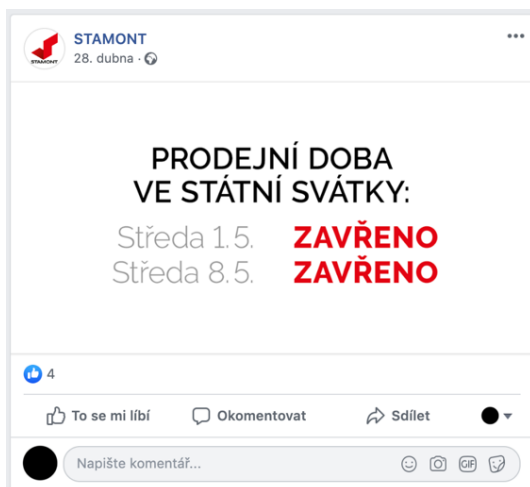 STAMONT
28. dubna ·
STAMONT
PRODEJNÍ DOBA
VE STÁTNÍ SVÁTKY:
Středa 1.5. ZAVŘENO
Středa 8.5. ZAVŘENO
4
To se mi líbí Okomentovat Sdílet
Napište komentář... GIF